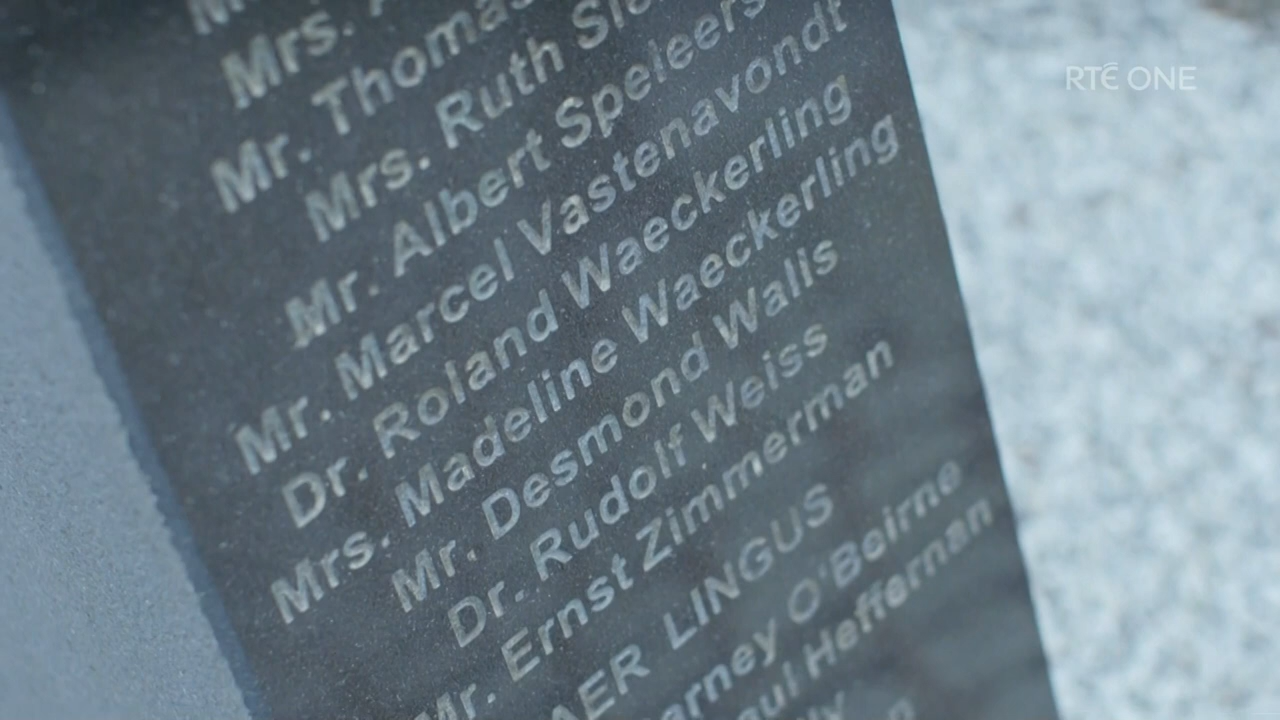 Mrs.
Mr. Thomas
Mrs. Ruth
Mr. Albert Speleers
Mr. Marcel Vastenavondt
Dr. Roland Waeckerling
Mrs. Madeline Waeckerling
Mr. Desmond Walls
Dr. Rudolf Weiss
Mr. Ernst Zimmerman
AER LINGUS
O'Beirne
Heffernan
RTÉ ONE